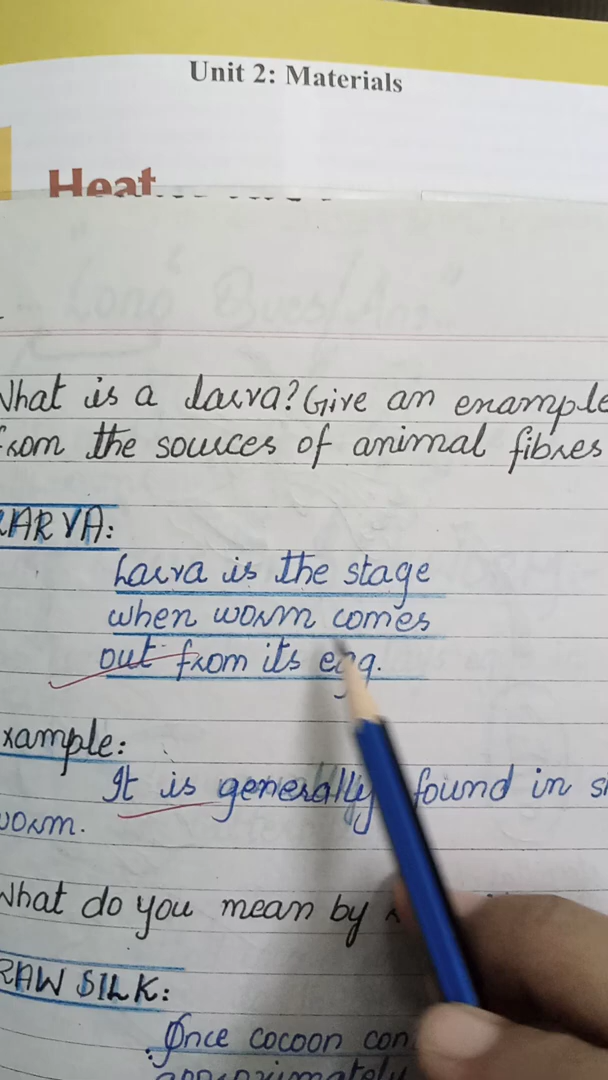 Unit 2: Materials
Heat
What is a larva? Give an example
from the sources of animal fibres
LARVA:
Larva is the stage
when worm comes
out from its egg.
Example:
It is generally found in
worm.
What do you mean by
RAW SILK:
Once cocoon con
approximately